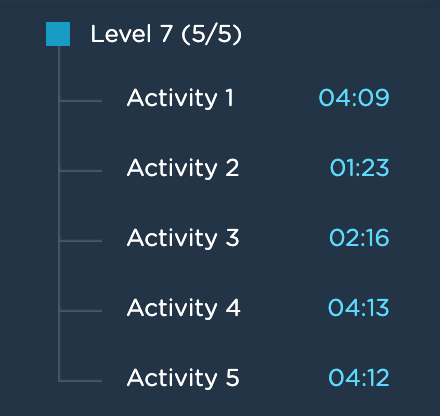 Level 7 (5/5)
Activity 1 04:09
Activity 2 01:23
Activity 3 02:16
Activity 4 04:13
Activity 5 04:12